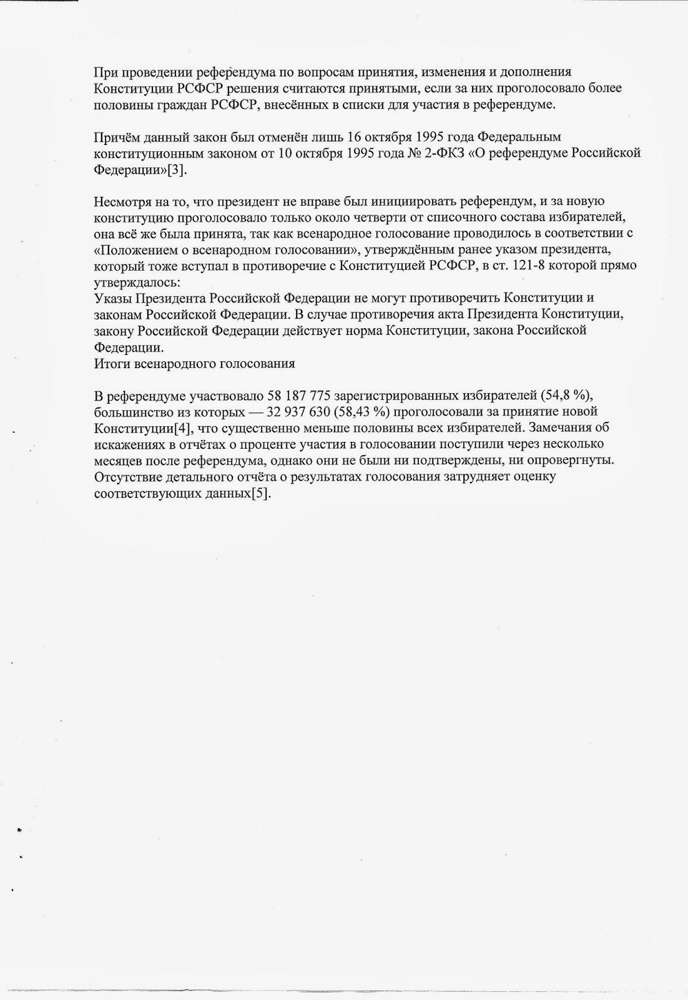 При проведении референдума по вопросам принятия, изменения и дополнения
Конституции РСФСР решения считаются принятыми, если за них проголосовало более
половины граждан РСФСР, внесённых в списки для участия в референдуме.
Причём данный закон был отменён лишь 16 октября 1995 года Федеральным
конституционным законом от 10 октября 1995 года № 2-ФКЗ «О референдуме Российской
Федерации»[3].
Несмотря на то, что президент не вправе был инициировать референдум, и за новую
конституцию проголосовало только около четверти от списочного состава избирателей,
она всё же была принята, так как всенародное голосование проводилось в соответствии с
«Положением о всенародном голосовании», утверждённым ранее указом президента,
который тоже вступал в противоречие с Конституцией РСФСР, в ст. 121-8 которой прямо
утверждалось:
Указы Президента Российской Федерации не могут противоречить Конституции и
законам Российской Федерации. В случае противоречия акта Президента Конституции,
закону Российской Федерации действует норма Конституции, закона Российской
Федерации.
Итоги всенародного голосования
В референдуме участвовало 58 187 775 зарегистрированных избирателей (54,8 %),
большинство из которых — 32 937 630 (58,43 %) проголосовали за принятие новой
Конституции[4], что существенно меньше половины всех избирателей. Замечания об
искажениях в отчётах о проценте участия в голосовании поступили через несколько
месяцев после референдума, однако они не были ни подтверждены, ни опровергнуты.
Отсутствие детального отчёта о результатах голосования затрудняет оценку
соответствующих данных[5].